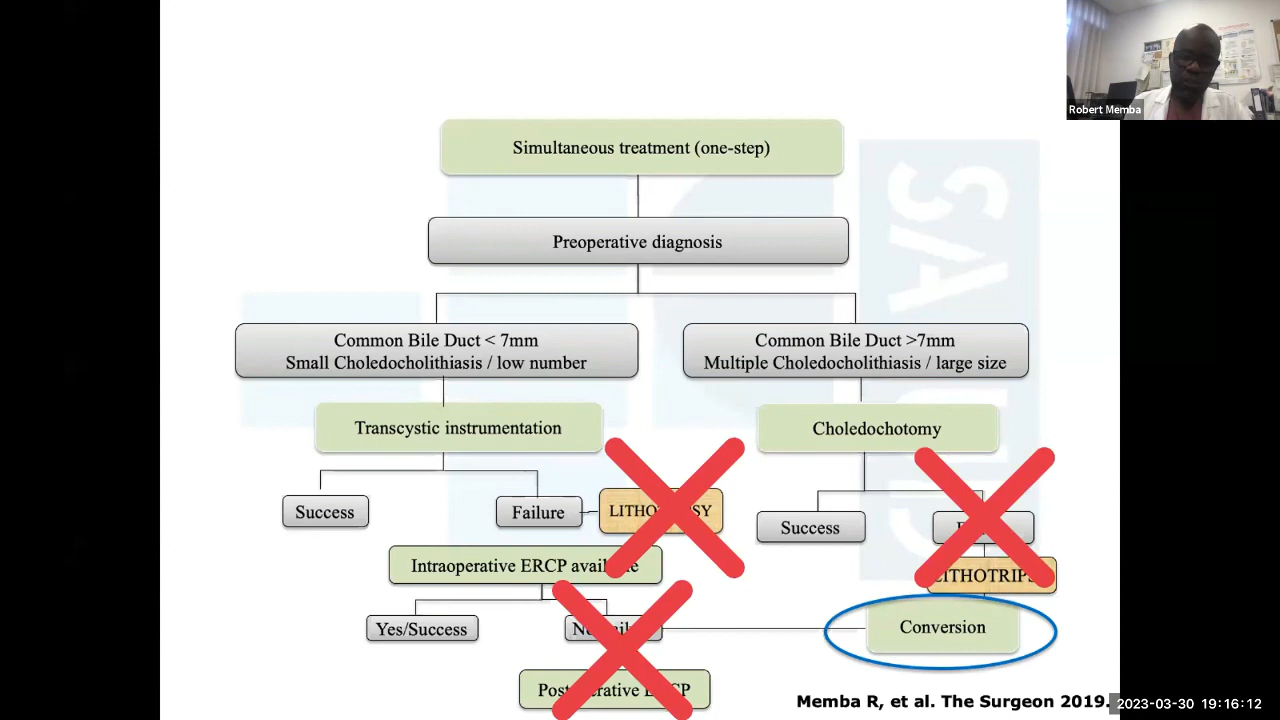 Robert Memba
Simultaneous treatment (one-step)
Preoperative diagnosis
Common Bile Duct < 7mm
Small Choledocholithiasis / low number
Common Bile Duct >7mm
Multiple Choledocholithiasis / large size
Transcystic instrumentation
Choledochotomy
Success
Failure
Success
Intraoperative ERCP
Yes/Success
Conversion
Memba R, et al. The Surgeon 2019.
2023-03-30 19:16:12